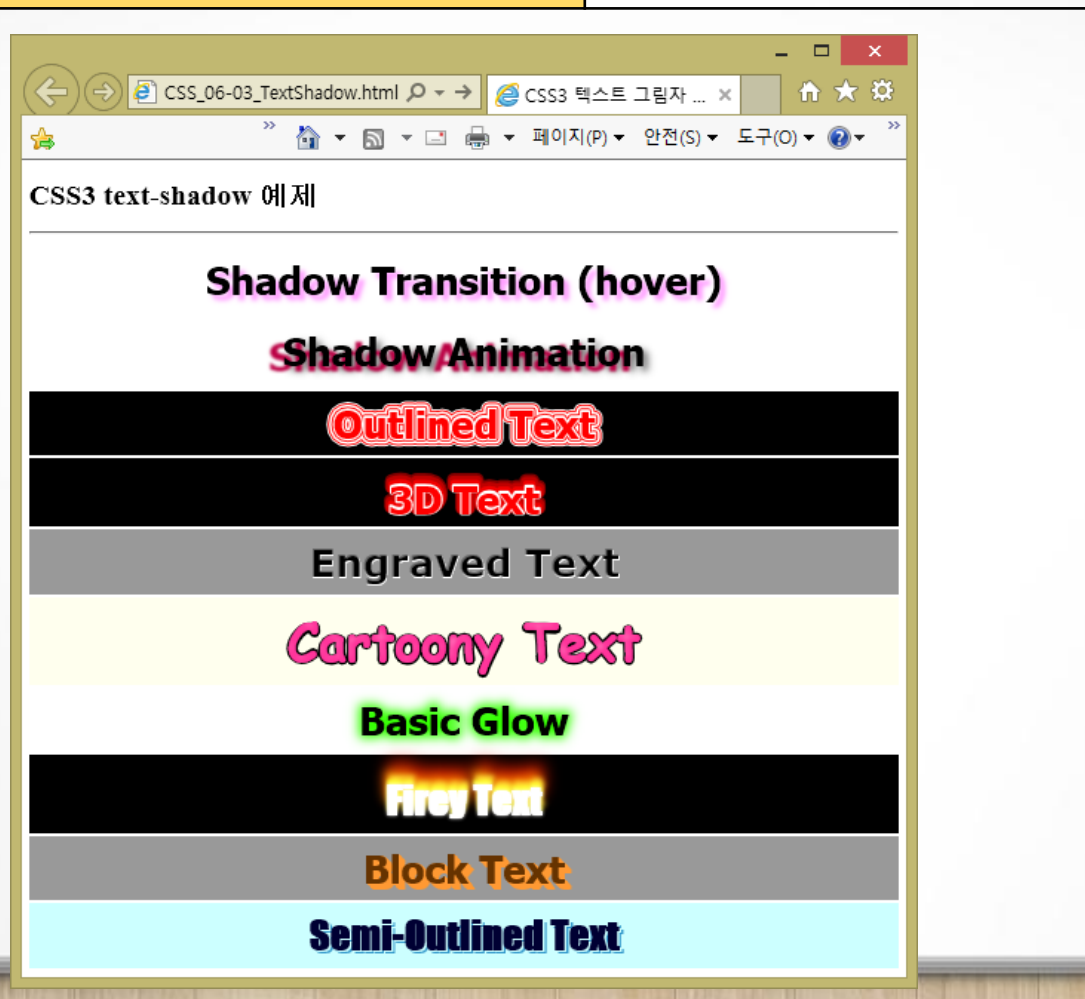 CSS_06-03_TextShadow.html
CSS3 텍스트 그림자 ...
페이지(P) 안전(S) 도구(O)
CSS3 text-shadow 예제
Shadow Transition (hover)
Shadow Animation
Outlined Text
3D Text
Engraved Text
Cartoony Text
Basic Glow
Firey Text
Block Text
Semi-Outlined Text